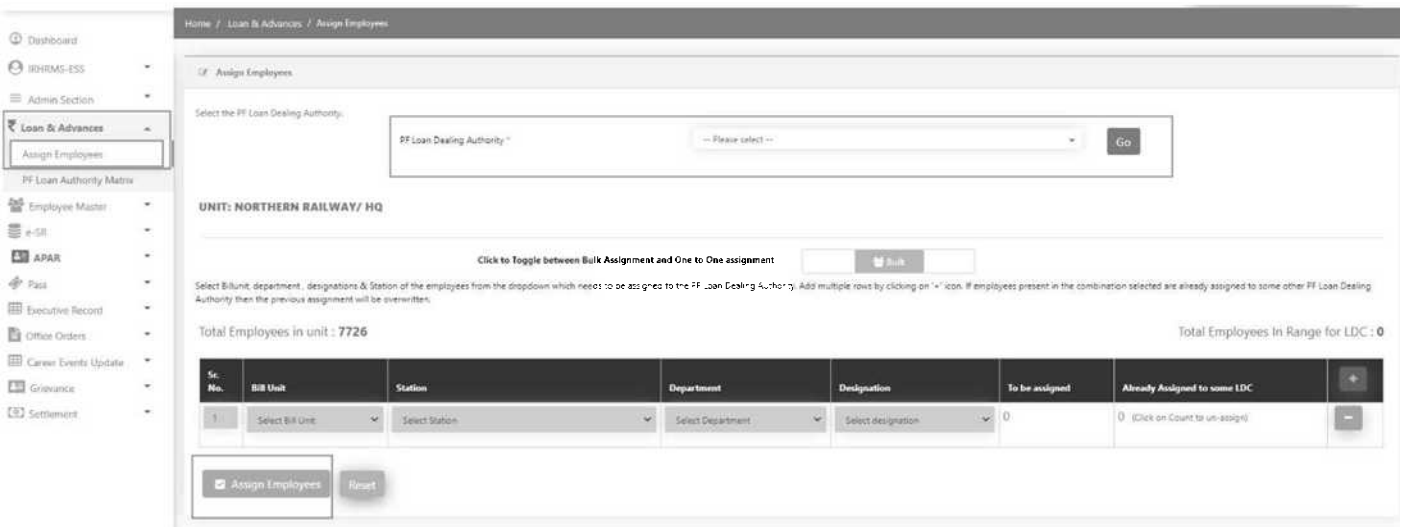 Home / Loan & Advances / Assign Employees
Dashboard
IRHRMS-ESS
Admin Section
₹ Loan & Advances
Assign Employees
PF Loan Authority Matrix
Employee Master
e-SR
APAR
Pass
Executive Record
Office Orders
Career Events Update
Grievance
Settlement
Assign Employees
Select the PF Loan Dealing Authority.
PF Loan Dealing Authority *
-- Please select --
Go
UNIT: NORTHERN RAILWAY/ HQ
Click to Toggle between Bulk Assignment and One to One assignment
Bulk
Select Billunit, department , designations & Station of the employees from the dropdown which needs to be assigned to the PF Loan Dealing Authority. Add multiple rows by clicking on '+' icon. If employees present in the combination selected are already assigned to some other PF Loan Dealing
Authority then the previous assignment will be overwritten.
Total Employees in unit : 7726
Total Employees In Range for LDC : 0
Sr. No. Bill Unit Station Department Designation To be assigned Already Assigned to some LDC +
1 Select Bill Unit Select Station Select Department Select designation 0 0 (Click on Count to un-assign) −
Assign Employees Reset